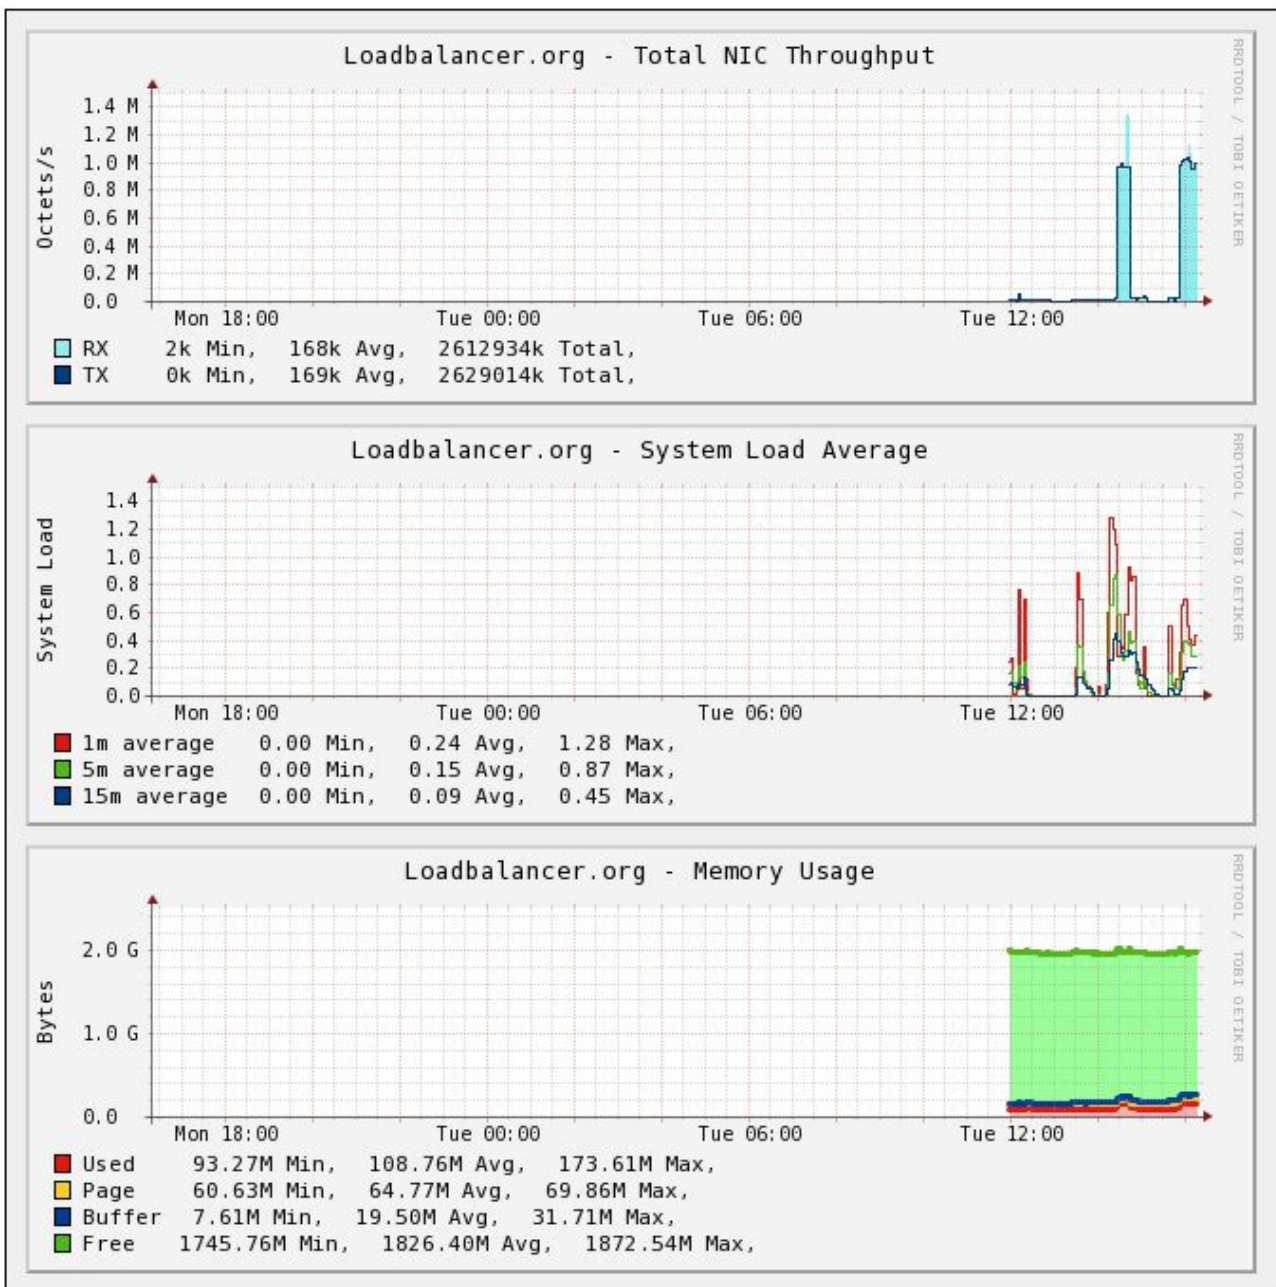 Loadbalancer.org - Total NIC Throughput
RRDTOOL / TOBI OETIKER
Octets/s
1.4 M
1.2 M
1.0 M
0.8 M
0.6 M
0.4 M
0.2 M
0.0
Mon 18:00 Tue 00:00 Tue 06:00 Tue 12:00
RX 2k Min, 168k Avg, 2612934k Total,
TX 0k Min, 169k Avg, 2629014k Total,
Loadbalancer.org - System Load Average
RRDTOOL / TOBI OETIKER
System Load
1.4
1.2
1.0
0.8
0.6
0.4
0.2
0.0
Mon 18:00 Tue 00:00 Tue 06:00 Tue 12:00
1m average 0.00 Min, 0.24 Avg, 1.28 Max,
5m average 0.00 Min, 0.15 Avg, 0.87 Max,
15m average 0.00 Min, 0.09 Avg, 0.45 Max,
Loadbalancer.org - Memory Usage
RRDTOOL / TOBI OETIKER
Bytes
2.0 G
1.0 G
0.0
Mon 18:00 Tue 00:00 Tue 06:00 Tue 12:00
Used 93.27M Min, 108.76M Avg, 173.61M Max,
Page 60.63M Min, 64.77M Avg, 69.86M Max,
Buffer 7.61M Min, 19.50M Avg, 31.71M Max,
Free 1745.76M Min, 1826.40M Avg, 1872.54M Max,